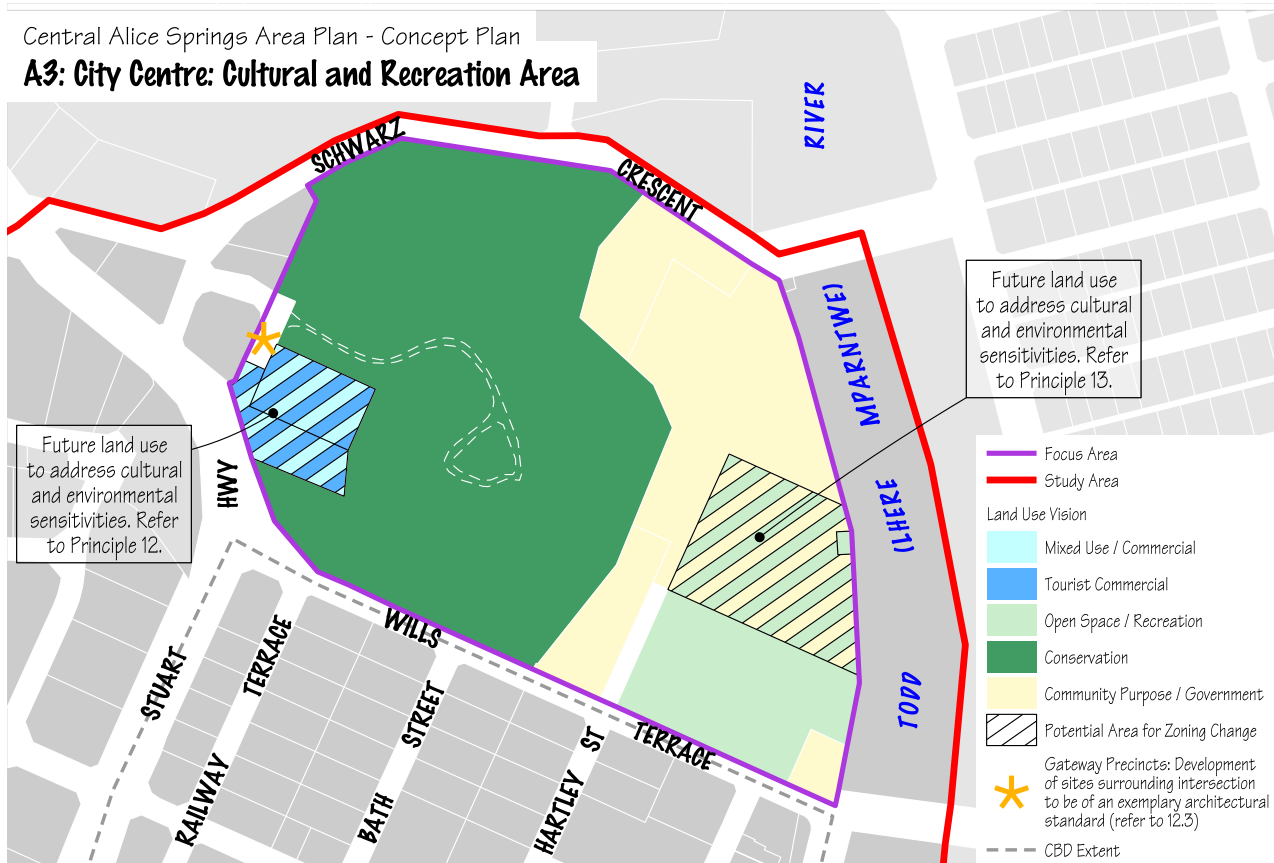 Central Alice Springs Area Plan - Concept Plan
A3: City Centre: Cultural and Recreation Area
RIVER
SCHWARZ
CRESCENT
MPARNTWE)
(LHERE
TODD
Future land use
to address cultural
and environmental
sensitivities. Refer
to Principle 13.
Future land use
to address cultural
and environmental
sensitivities. Refer
to Principle 12.
HWY
STUART
RAILWAY
TERRACE
BATH
STREET
HARTLEY
ST
WILLS
TERRACE
Focus Area
Study Area
Land Use Vision
Mixed Use / Commercial
Tourist Commercial
Open Space / Recreation
Conservation
Community Purpose / Government
Potential Area for Zoning Change
Gateway Precincts: Development
of sites surrounding intersection
to be of an exemplary architectural
standard (refer to 12.3)
CBD Extent